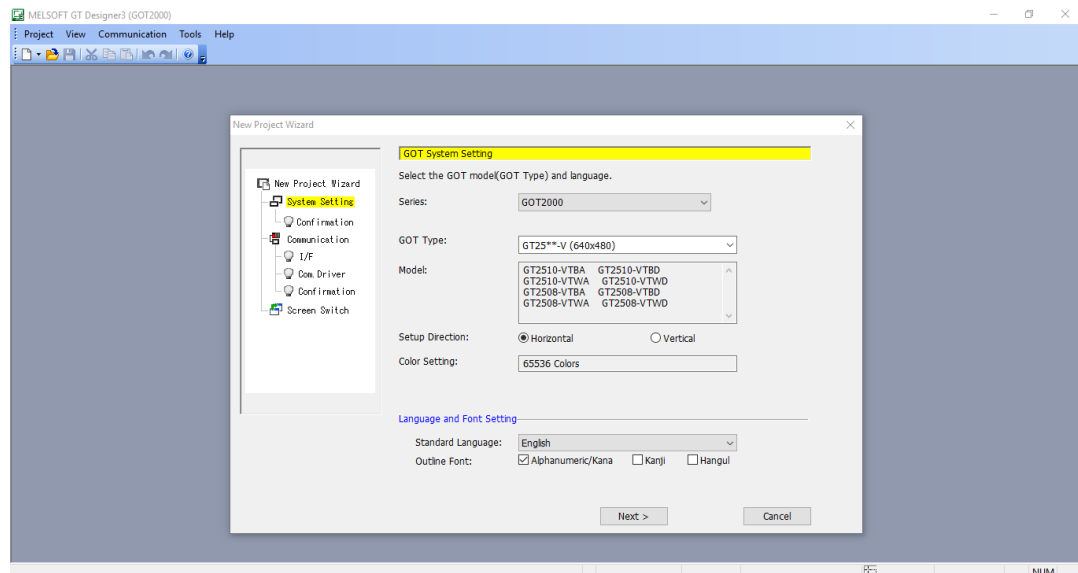 MELSOFT GT Designer3 (GOT2000)
Project View Communication Tools Help
New Project Wizard
GOT System Setting
Select the GOT model(GOT Type) and language.
New Project Wizard
System Setting
Confirmation
Communication
I/F
Com.Driver
Confirmation
Screen Switch
Series: GOT2000
GOT Type: GT25**-V (640x480)
Model: GT2510-VTBA GT2510-VTBD
GT2510-VTWA GT2510-VTWD
GT2508-VTBA GT2508-VTBD
GT2508-VTWA GT2508-VTWD
Setup Direction: Horizontal Vertical
Color Setting: 65536 Colors
Language and Font Setting
Standard Language: English
Outline Font: Alphanumeric/Kana Kanji Hangul
Next > Cancel
NUM